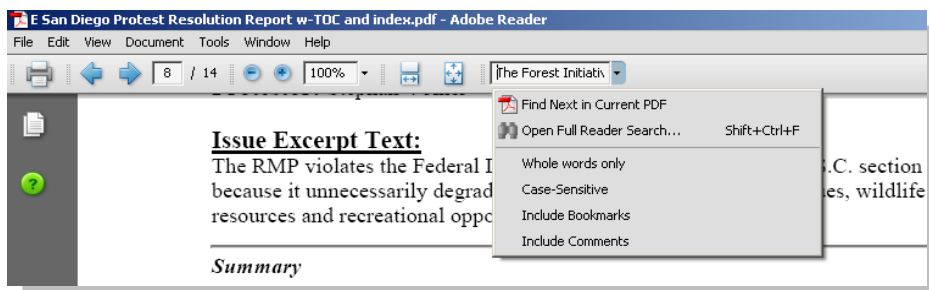 E San Diego Protest Resolution Report w-TOC and index.pdf - Adobe Reader
File Edit View Document Tools Window Help
8 / 14 100% The Forest Initiativ
Find Next in Current PDF
Open Full Reader Search... Shift+Ctrl+F
Whole words only
Case-Sensitive
Include Bookmarks
Include Comments
Issue Excerpt Text:
The RMP violates the Federal .C. section
because it unnecessarily degrad es, wildlife
resources and recreational oppo
Summary